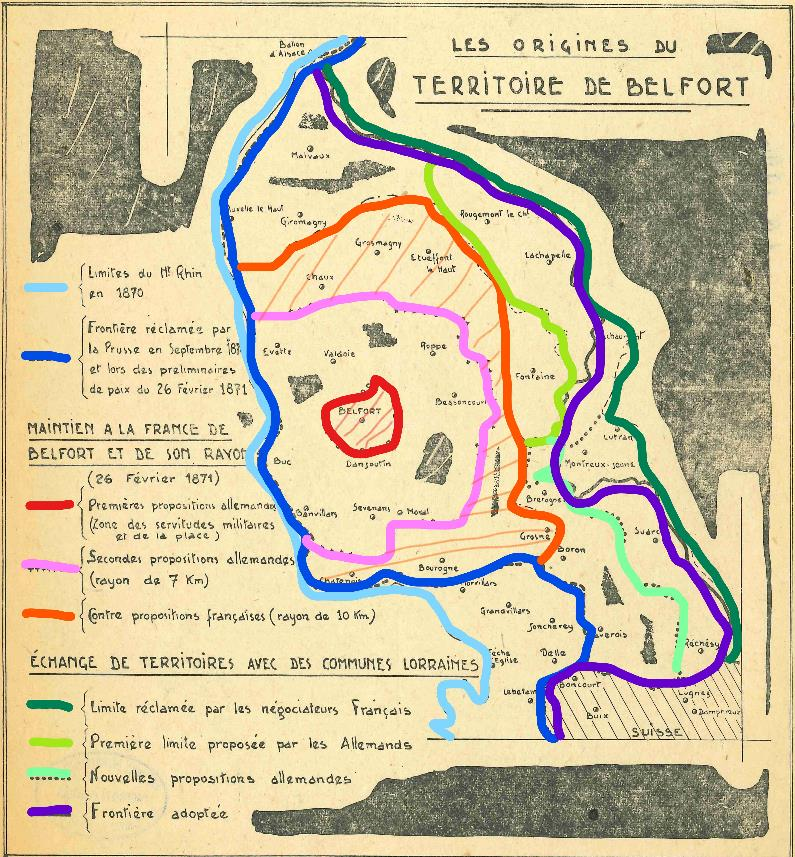 LES ORIGINES DU
TERRITOIRE DE BELFORT
Ballon
d'Alsace
Malvaux
Auxelle le Haut
Giromagny
Rougemont le Cht
Grosmagny
Etueffont
le Haut
Lachapelle
Chaux
Evette
Valdoie
Roppe
Fontaine
BELFORT
Bessoncourt
Danjoutin
Buc
Lutran
Montreux-Jeune
Banvillars
Sevenans
Moval
Bretagne
Grosne
Suarce
Boron
Chatenois
Bourogne
Morvillars
Grandvillars
Joncherey
Faverois
Fêche
l'Eglise
Delle
Réchésy
Lebetain
Boncourt
Lugnez
Damphreux
Buix
SUISSE
Limites du Ht Rhin
en 1870
Frontière réclamée par
la Prusse en Septembre
et lors des preliminaires
de paix du 26 Février 1871
MAINTIEN A LA FRANCE DE
BELFORT ET DE SON RAYON
(26 Février 1871)
Premières propositions allemandes
(Zone des servitudes militaires
et de la place)
Secondes propositions allemandes
(rayon de 7 Km)
Contre propositions françaises (rayon de 10 Km)
ÉCHANGE DE TERRITOIRES AVEC DES COMMUNES LORRAINES
Limite réclamée par les négociateurs Français
Première limite proposée par les Allemands
Nouvelles propositions allemandes
Frontière adoptée